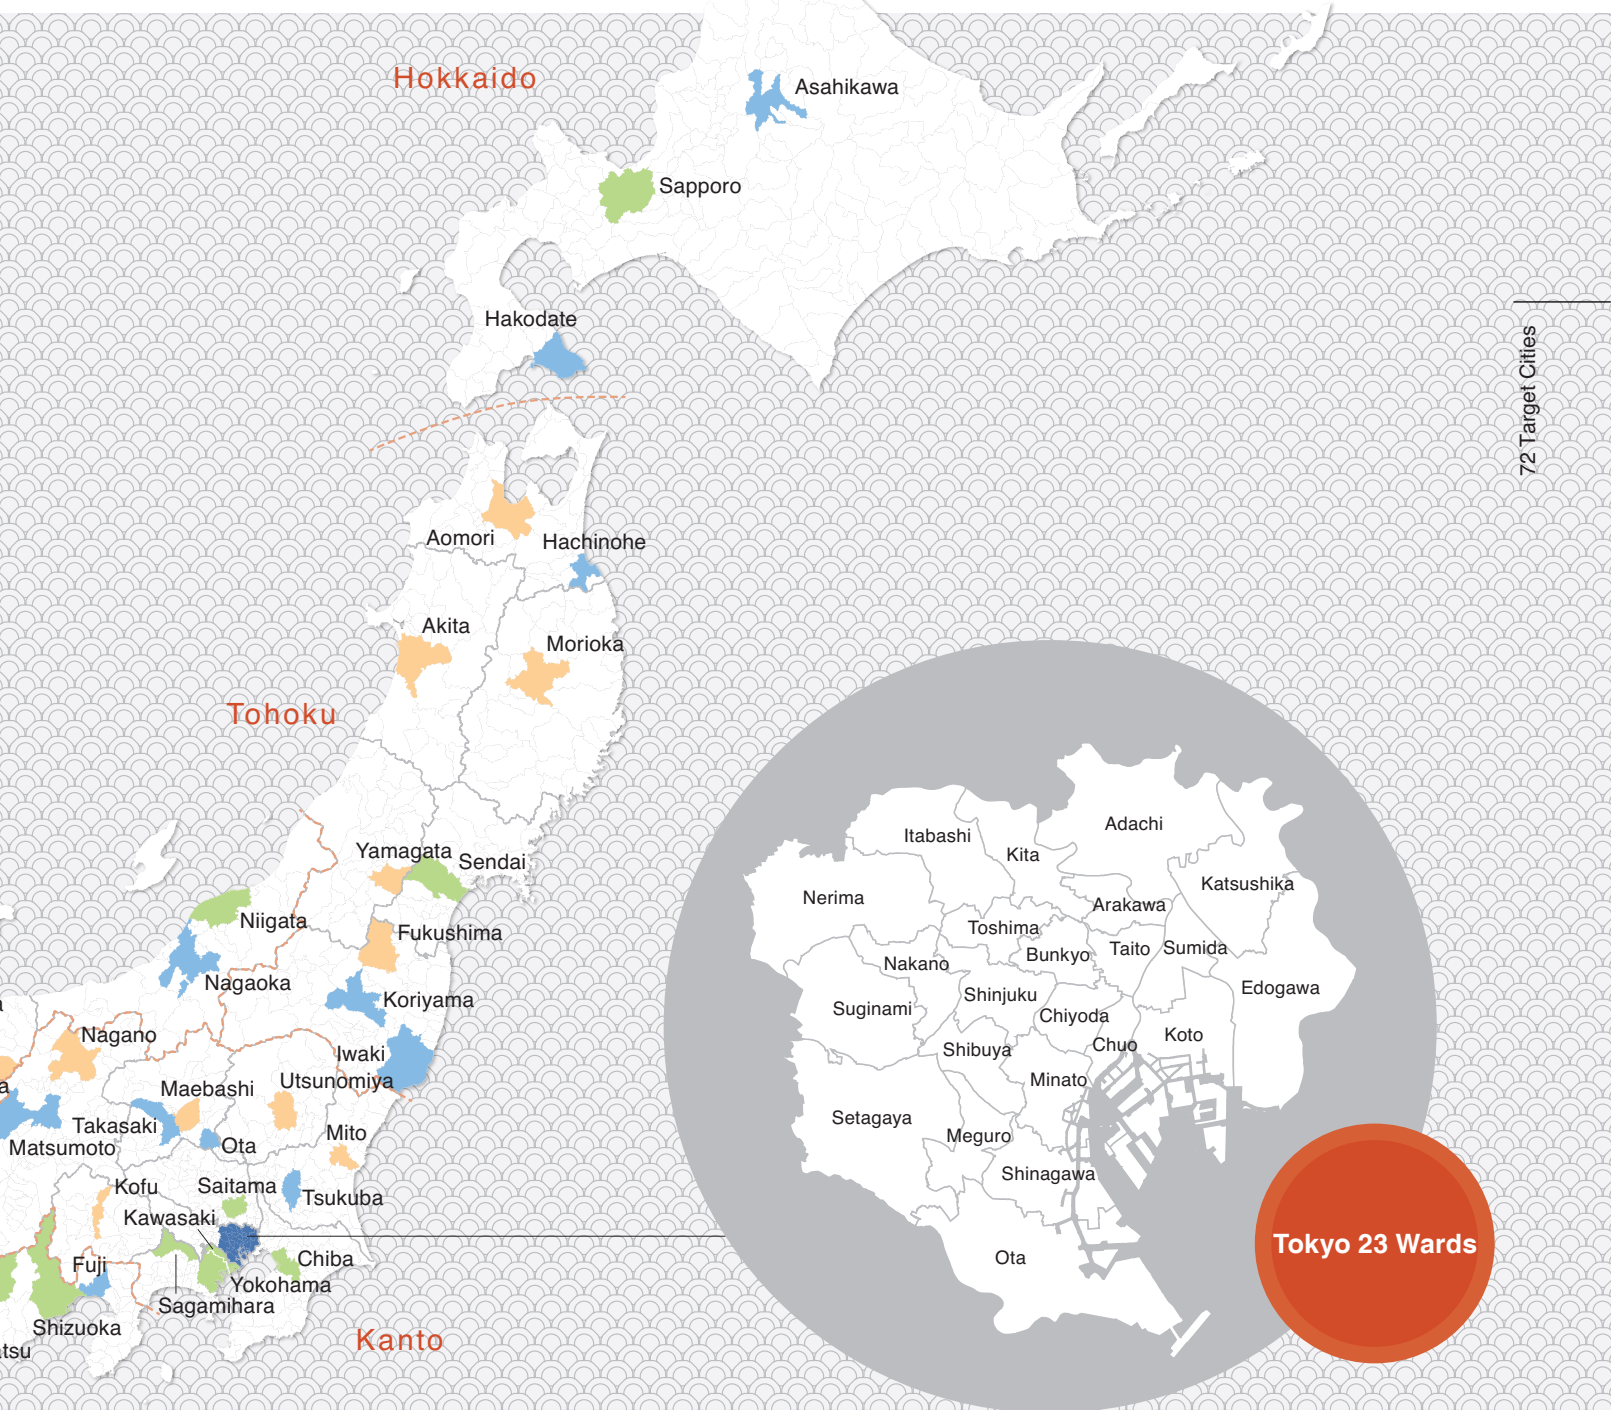 Hokkaido
Asahikawa
Sapporo
Hakodate
72 Target Cities
Aomori
Hachinohe
Akita
Morioka
Tohoku
Yamagata
Sendai
Niigata
Fukushima
Nagaoka
Koriyama
Nagano
Iwaki
Utsunomiya
Maebashi
Takasaki
Matsumoto
Ota
Mito
Kofu
Saitama
Tsukuba
Kawasaki
Chiba
Fuji
Yokohama
Sagamihara
Shizuoka
Kanto
a
a
tsu
Adachi
Itabashi
Kita
Katsushika
Nerima
Arakawa
Toshima
Bunkyo
Taito
Sumida
Nakano
Edogawa
Shinjuku
Suginami
Chiyoda
Koto
Chuo
Shibuya
Minato
Setagaya
Meguro
Shinagawa
Ota
Tokyo 23 Wards